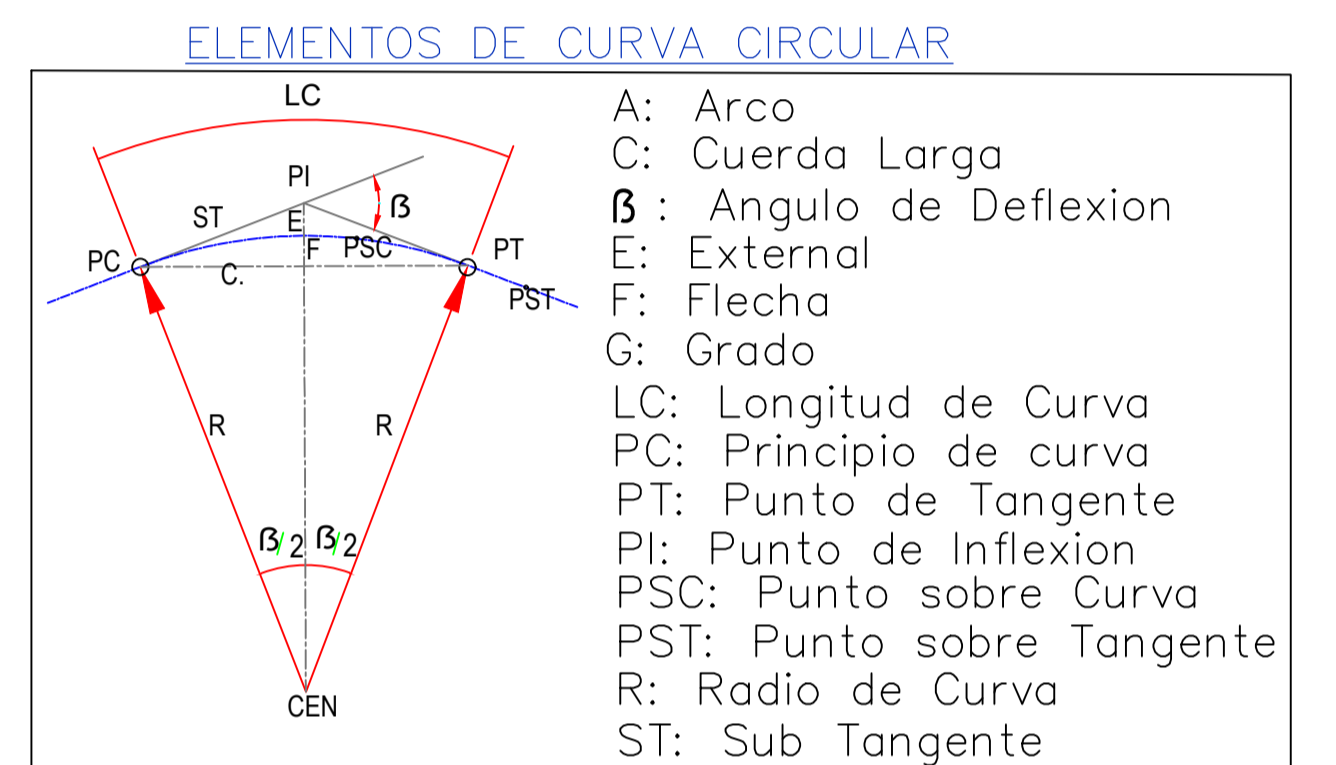 ELEMENTOS DE CURVA CIRCULAR
LC
PI
ST
E
ß
PC
F
PSC
PT
C.
PST
R
R
ß/2
ß/2
CEN
A: Arco
C: Cuerda Larga
ß : Angulo de Deflexion
E: External
F: Flecha
G: Grado
LC: Longitud de Curva
PC: Principio de curva
PT: Punto de Tangente
PI: Punto de Inflexion
PSC: Punto sobre Curva
PST: Punto sobre Tangente
R: Radio de Curva
ST: Sub Tangente